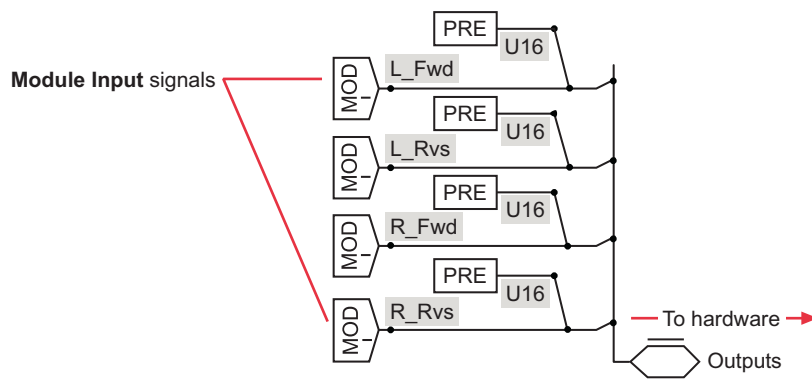 PRE
U16
MOD I
L_Fwd
Module Input signals
PRE
U16
MOD I
L_Rvs
PRE
U16
MOD I
R_Fwd
PRE
U16
MOD I
R_Rvs
To hardware
Outputs